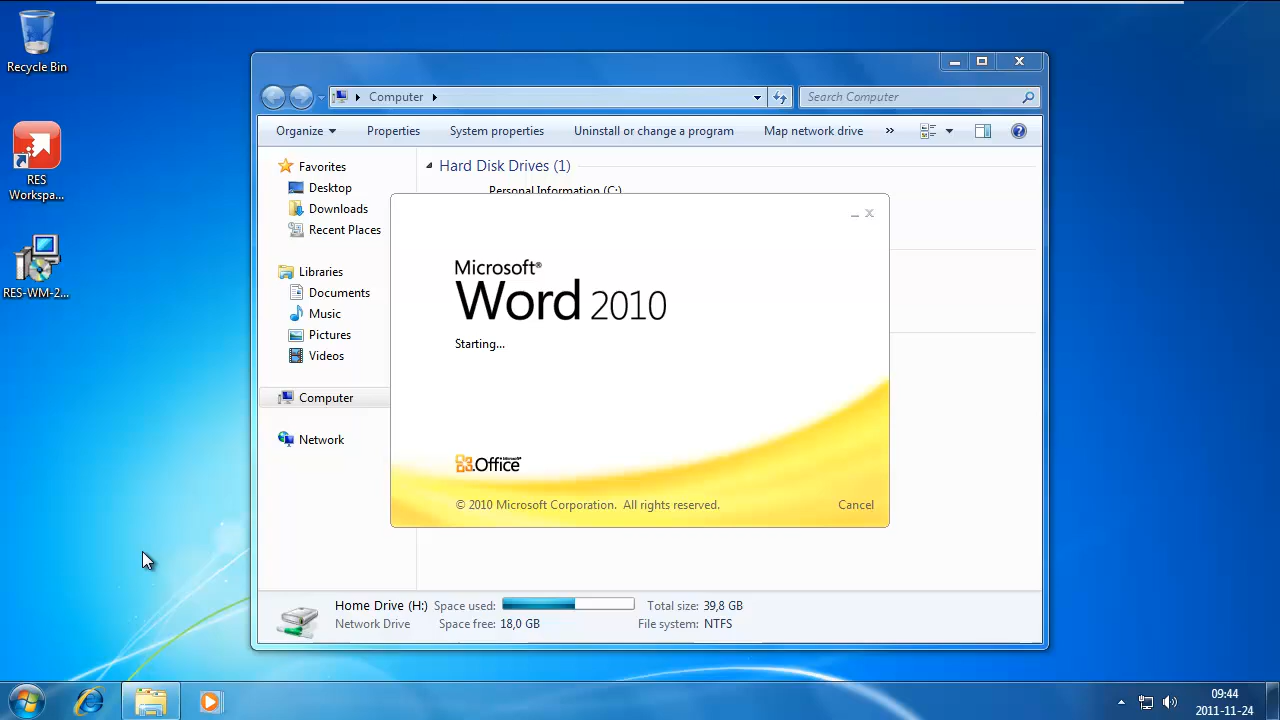 Recycle Bin
RES
Workspa...
RES-WM-2...
Computer
Search Computer
Organize
Properties
System properties
Uninstall or change a program
Map network drive
»
Favorites
Desktop
Downloads
Recent Places
Libraries
Documents
Music
Pictures
Videos
Computer
Network
Hard Disk Drives (1)
Personal Information (C:)
Microsoft®
Word 2010
Starting...
Microsoft®
Office
© 2010 Microsoft Corporation. All rights reserved.
Cancel
Home Drive (H:) Space used: Total size: 39,8 GB
Network Drive Space free: 18,0 GB File system: NTFS
09:44
2011-11-24